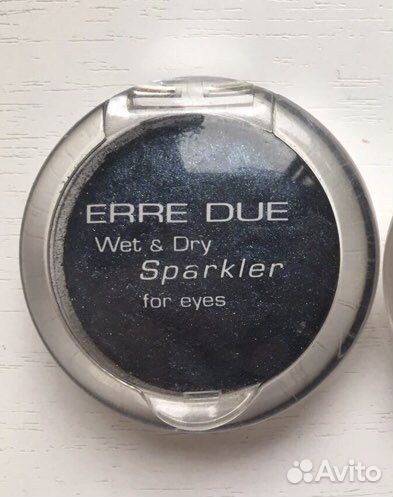 ERRE DUE
Wet & Dry
Sparkler
for eyes
Avito